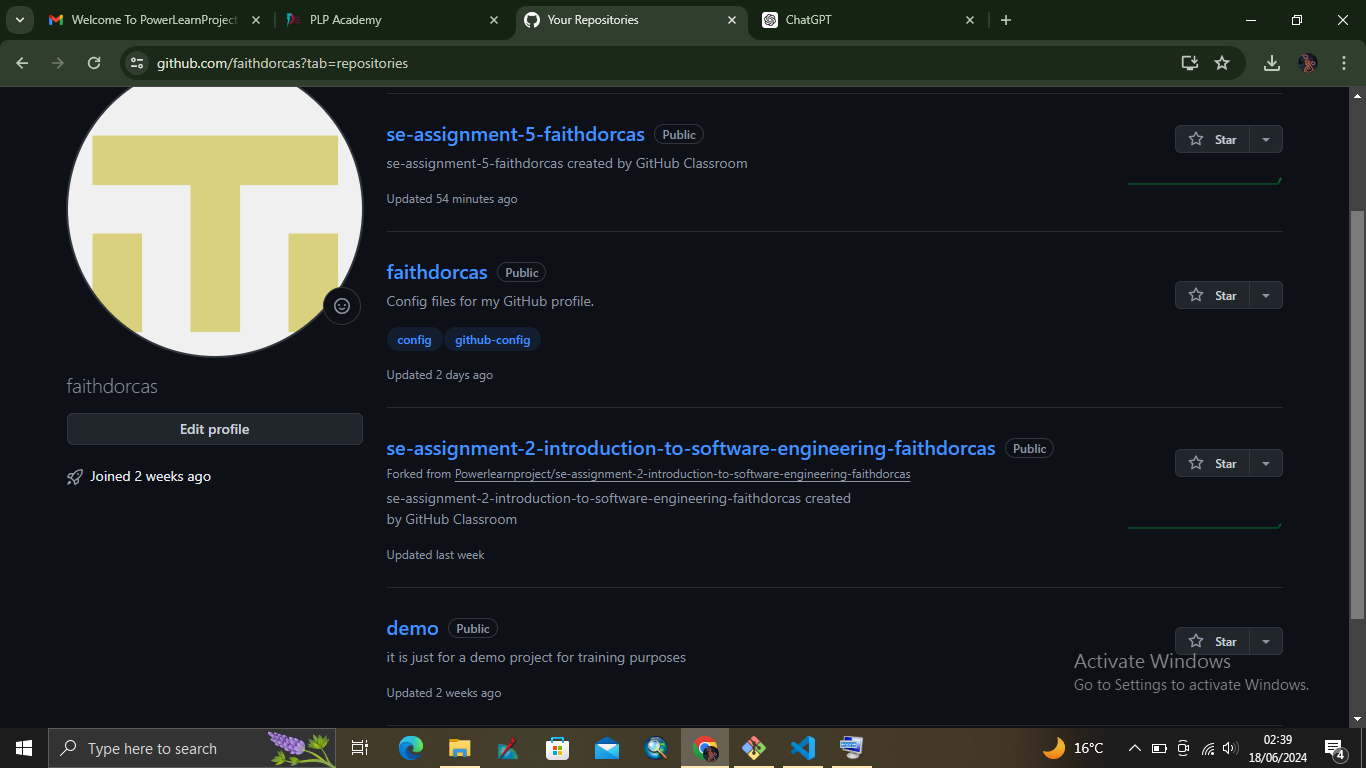 Welcome To PowerLearnProject
PLP Academy
Your Repositories
ChatGPT
github.com/faithdorcas?tab=repositories
se-assignment-5-faithdorcas Public
Star
se-assignment-5-faithdorcas created by GitHub Classroom
Updated 54 minutes ago
faithdorcas Public
Config files for my GitHub profile.
Star
config github-config
Updated 2 days ago
faithdorcas
Edit profile
Joined 2 weeks ago
se-assignment-2-introduction-to-software-engineering-faithdorcas Public
Forked from Powerlearnproject/se-assignment-2-introduction-to-software-engineering-faithdorcas
Star
se-assignment-2-introduction-to-software-engineering-faithdorcas created
by GitHub Classroom
Updated last week
demo Public
Star
it is just for a demo project for training purposes
Updated 2 weeks ago
Activate Windows
Go to Settings to activate Windows.
Type here to search
16°C
02:39
18/06/2024
4